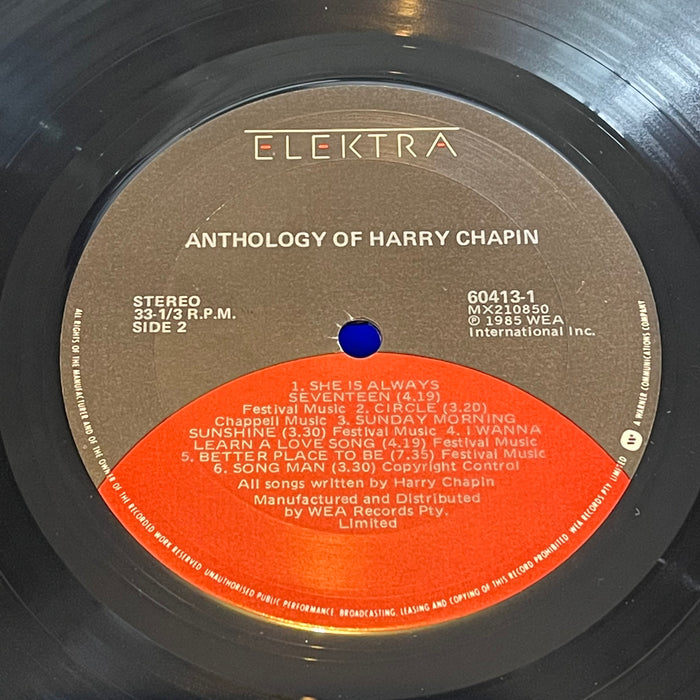 ELEKTRA
ANTHOLOGY OF HARRY CHAPIN
STEREO
33-1/3 R.P.M.
SIDE 2
60413-1
MX210850
Ⓟ 1985 WEA
International Inc.
1. SHE IS ALWAYS
SEVENTEEN (4.19)
Festival Music 2. CIRCLE (3.20)
Chappell Music 3. SUNDAY MORNING
SUNSHINE (3.30) Festival Music 4. I WANNA
LEARN A LOVE SONG (4.19) Festival Music
5. BETTER PLACE TO BE (7.35) Festival Music
6. SONG MAN (3.30) Copyright Control
All songs written by Harry Chapin
Manufactured and Distributed
by WEA Records Pty.
Limited
ALL RIGHTS OF THE MANUFACTURER AND OF THE OWNER OF THE RECORDED WORK RESERVED. UNAUTHORISED PUBLIC PERFORMANCE, BROADCASTING, LEASING AND COPYING OF THIS RECORD PROHIBITED. WEA RECORDS PTY. LIMITED
A WARNER COMMUNICATIONS COMPANY